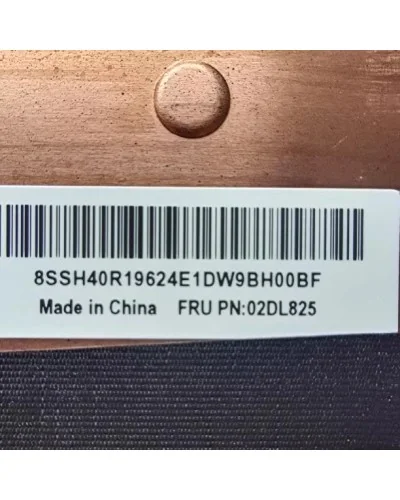 8SSH40R19624E1DW9BH00BF
Made in China FRU PN:02DL825